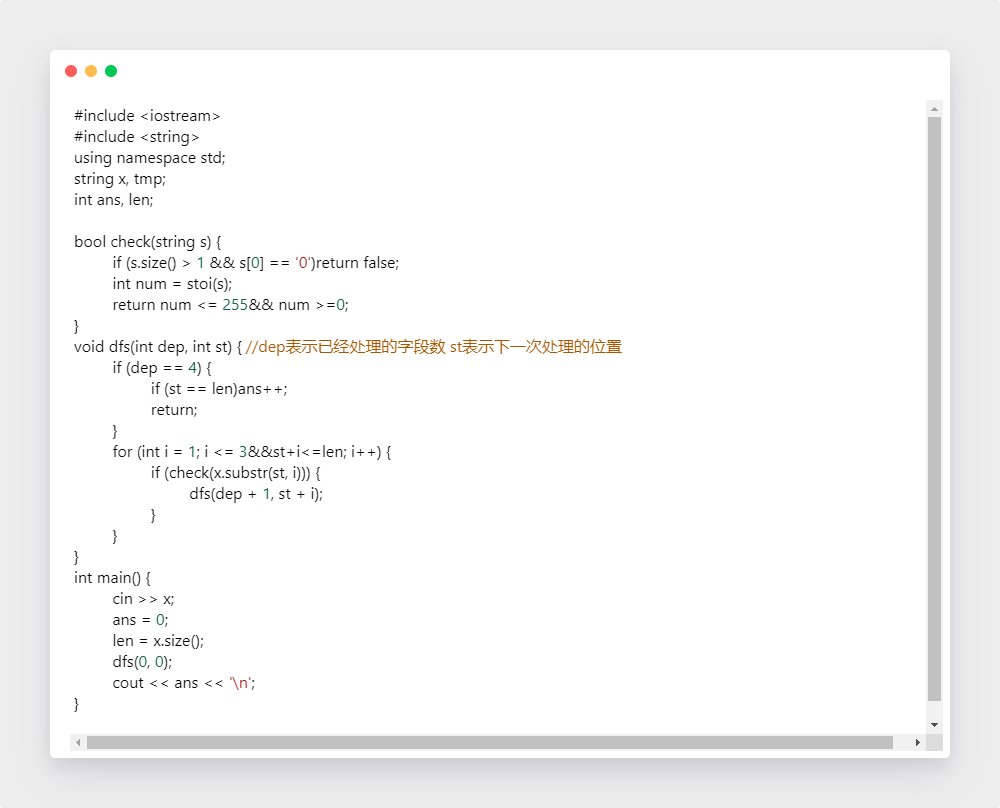 #include <iostream>
#include <string>
using namespace std;
string x, tmp;
int ans, len;

bool check(string s) {
	if (s.size() > 1 && s[0] == '0')return false;
	int num = stoi(s);
	return num <= 255&& num >=0;
}
void dfs(int dep, int st) { //dep表示已经处理的字段数 st表示下一次处理的位置
	if (dep == 4) {
		if (st == len)ans++;
		return;
	}
	for (int i = 1; i <= 3&&st+i<=len; i++) {
		if (check(x.substr(st, i))) {
			dfs(dep + 1, st + i);
		}
	}
}
int main() {
	cin >> x;
	ans = 0;
	len = x.size();
	dfs(0, 0);
	cout << ans << '\n';
}